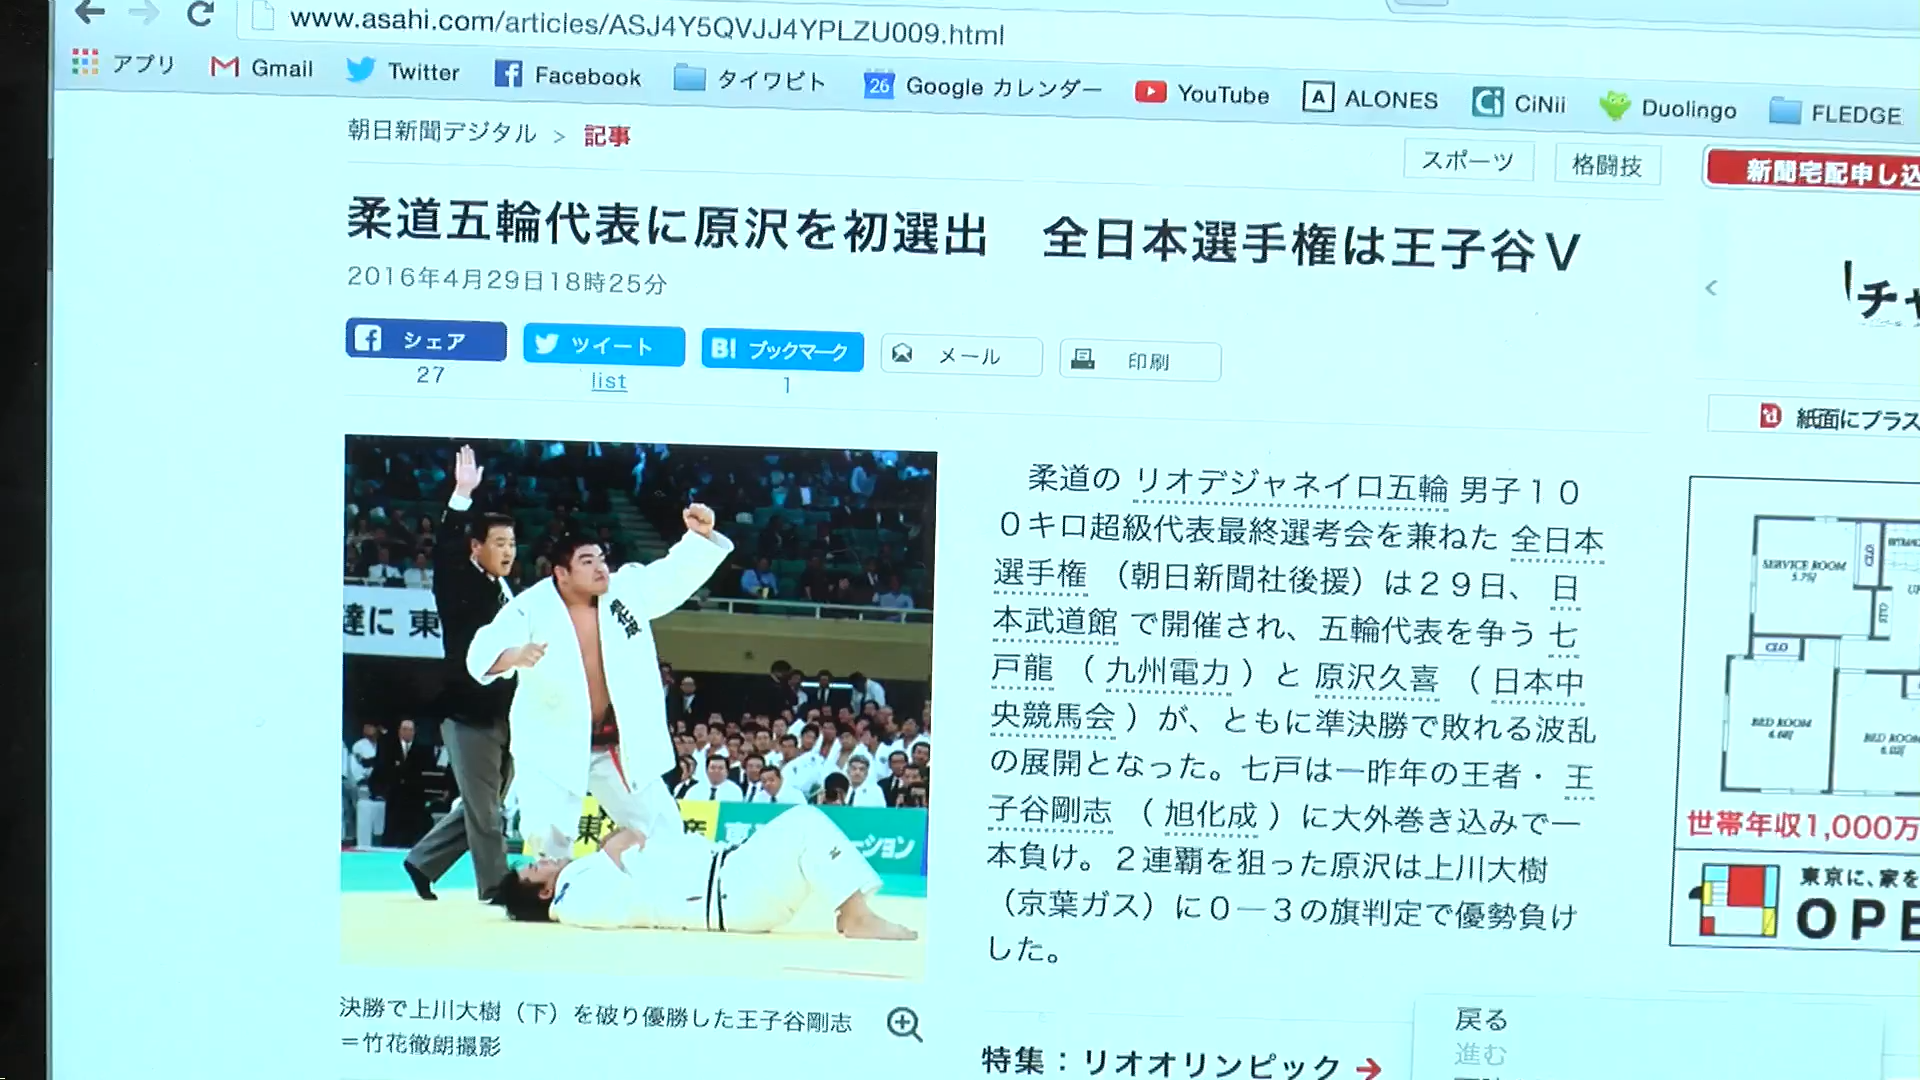 www.asahi.com/articles/ASJ4Y5QVJJ4YPLZU009.html
アプリ Gmail Twitter Facebook タイワビト 26 Google カレンダー YouTube A ALONES Ci CiNii Duolingo FLEDGE
朝日新聞デジタル > 記事
スポーツ 格闘技
新聞宅配申し込
柔道五輪代表に原沢を初選出 全日本選手権は王子谷V
2016年4月29日18時25分
シェア ツイート B! ブックマーク メール 印刷
27 list 1
紙面にプラス
柔道の リオデジャネイロ五輪 男子10
0キロ超級代表最終選考会を兼ねた 全日本
選手権 (朝日新聞社後援)は29日、 日
本武道館 で開催され、五輪代表を争う 七
戸龍 ( 九州電力 )と 原沢久喜 ( 日本中
央競馬会 )が、ともに準決勝で敗れる波乱
の展開となった。七戸は一昨年の王者・ 王
子谷剛志 ( 旭化成 )に大外巻き込みで一
本負け。2連覇を狙った原沢は上川大樹
(京葉ガス)に0―3の旗判定で優勢負け
した。
達に 東
旭化成
決勝で上川大樹(下)を破り優勝した王子谷剛志
=竹花徹朗撮影
特集:リオオリンピック
戻る
進む
SERVICE ROOM
CLO
BED ROOM
BED ROOM
世帯年収1,000万
東京に、家を
OPE